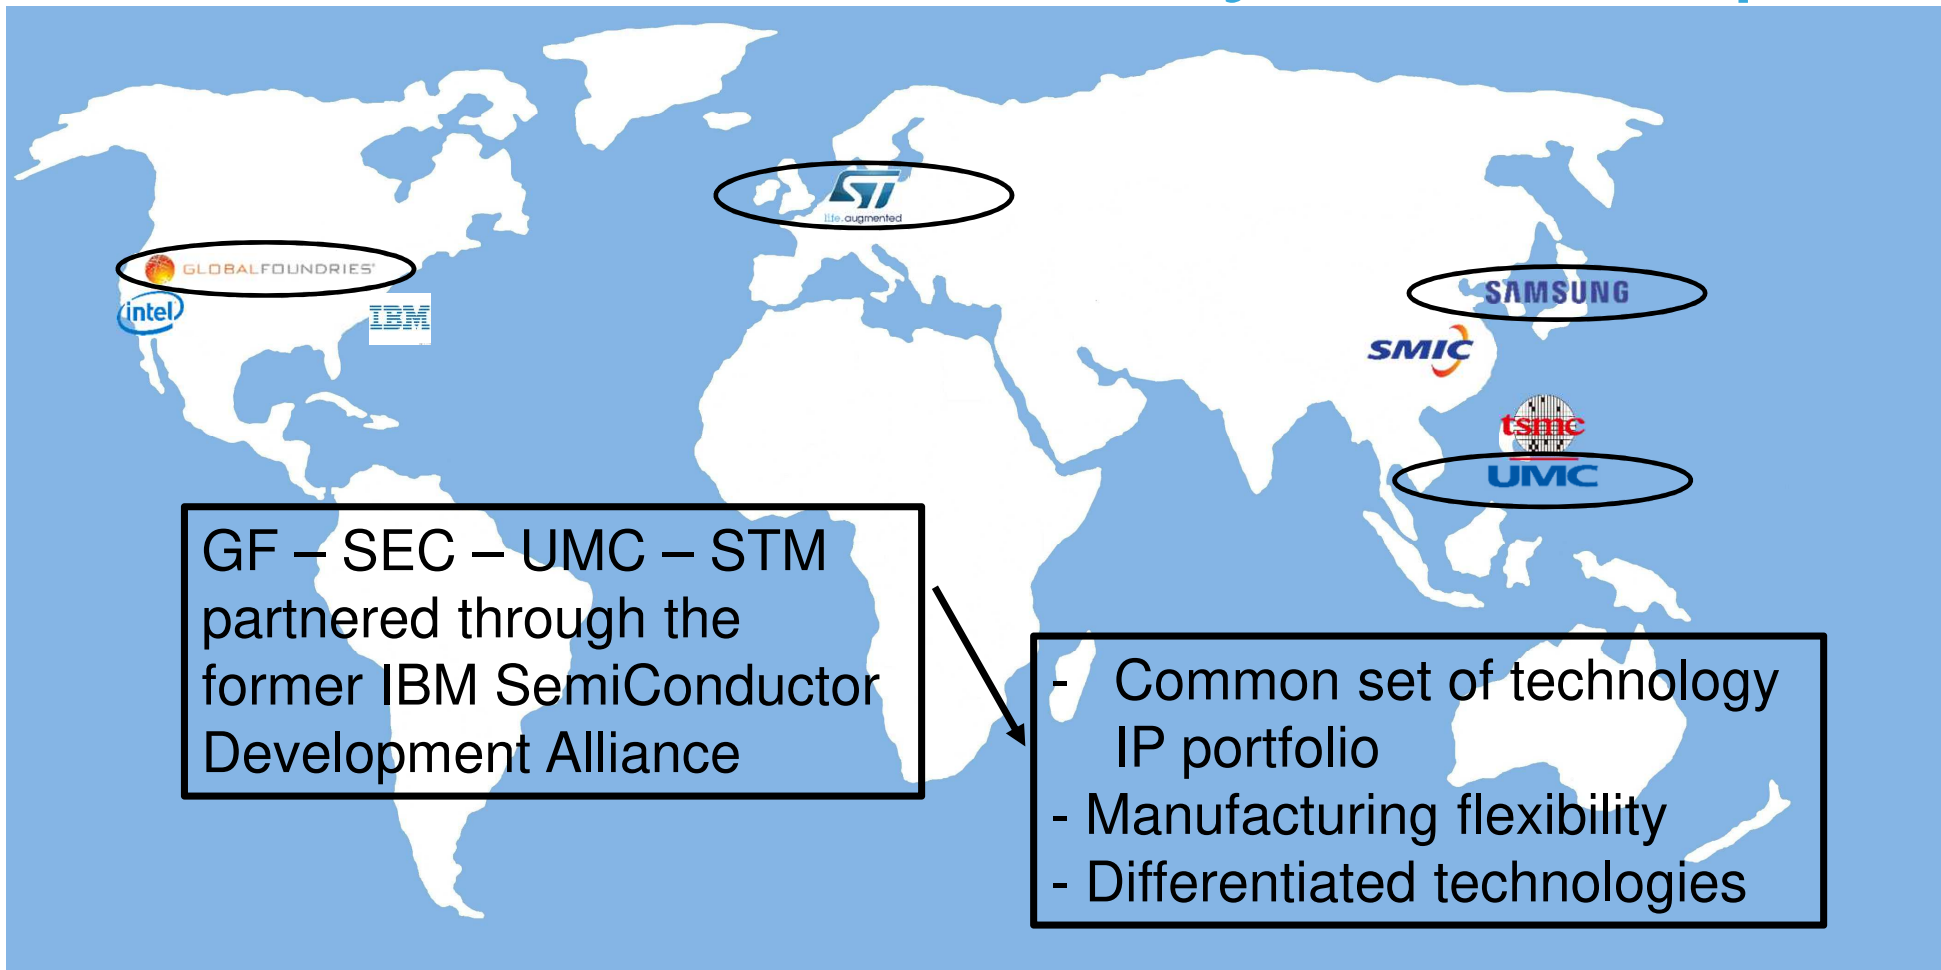 ST
life.augmented
GLOBALFOUNDRIES
intel
IBM
SAMSUNG
SMIC
tsmc
UMC
GF – SEC – UMC – STM
partnered through the
former IBM SemiConductor
Development Alliance
- Common set of technology
IP portfolio
- Manufacturing flexibility
- Differentiated technologies